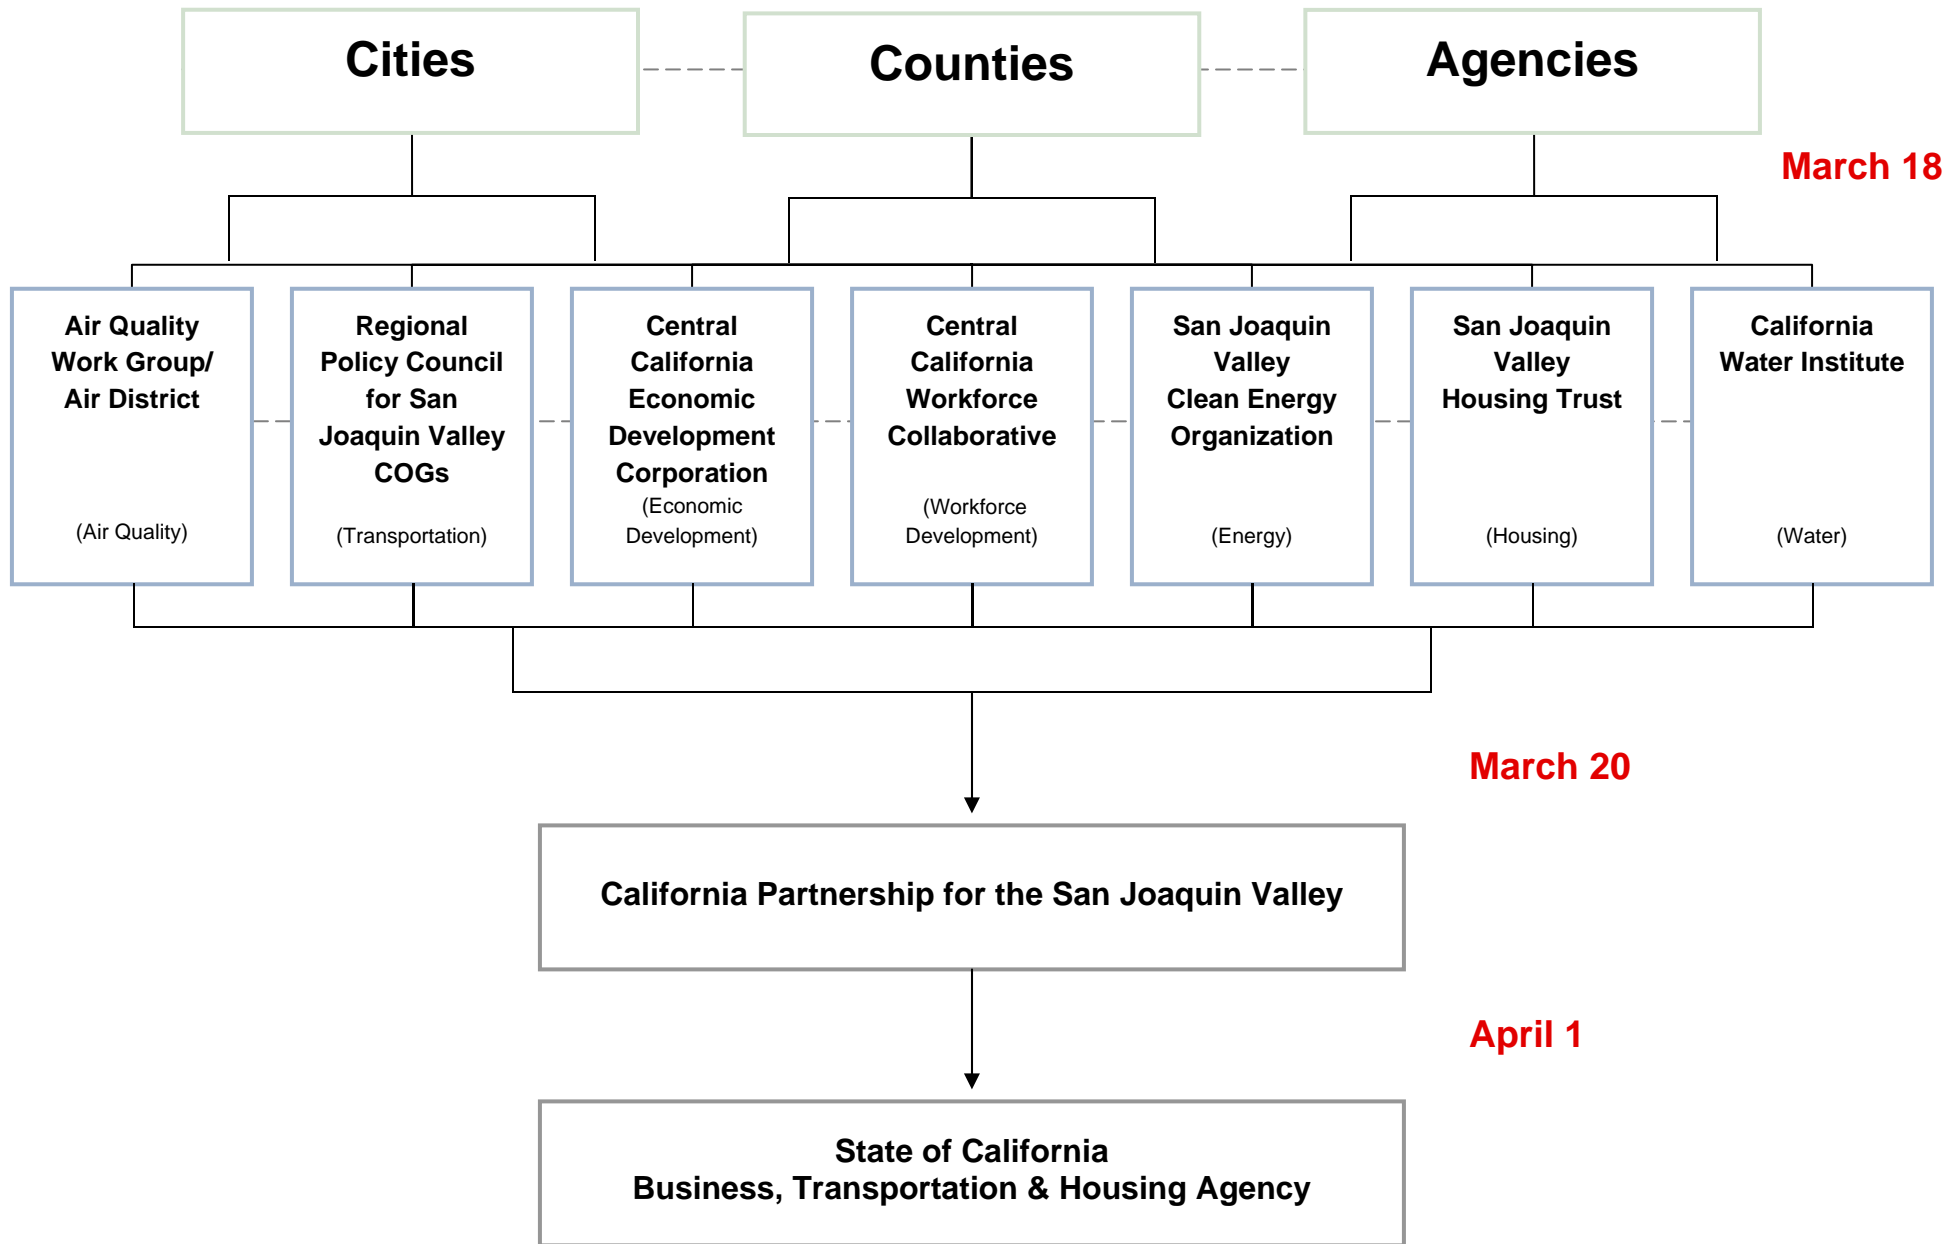 Cities
Counties
Agencies
March 18
Air Quality
Work Group/
Air District
(Air Quality)
Regional
Policy Council
for San
Joaquin Valley
COGs
(Transportation)
Central
California
Economic
Development
Corporation
(Economic
Development)
Central
California
Workforce
Collaborative
(Workforce
Development)
San Joaquin
Valley
Clean Energy
Organization
(Energy)
San Joaquin
Valley
Housing Trust
(Housing)
California
Water Institute
(Water)
March 20
California Partnership for the San Joaquin Valley
April 1
State of California
Business, Transportation & Housing Agency